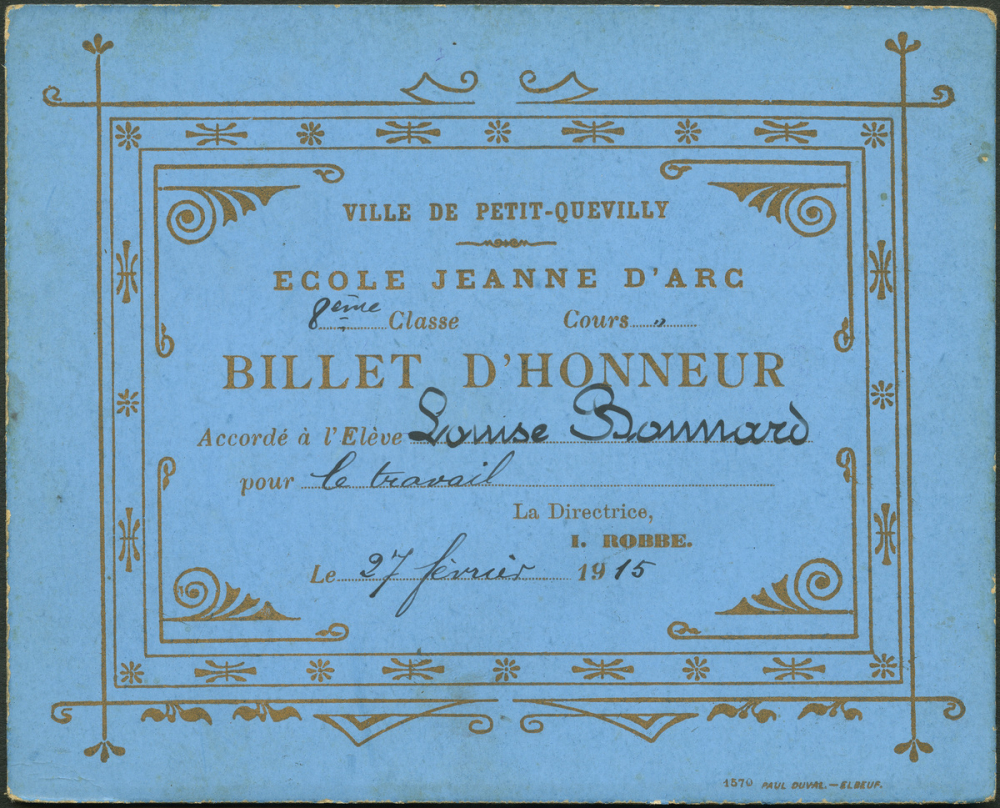 VILLE DE PETIT-QUEVILLY
ECOLE JEANNE D'ARC
8ème Classe Cours „
BILLET D'HONNEUR
Accordé à l'Elève Louise Bonnard
pour le travail
La Directrice,
I. ROBBE.
Le 27 février 1915
1570 PAUL DUVAL.—ELBEUF.